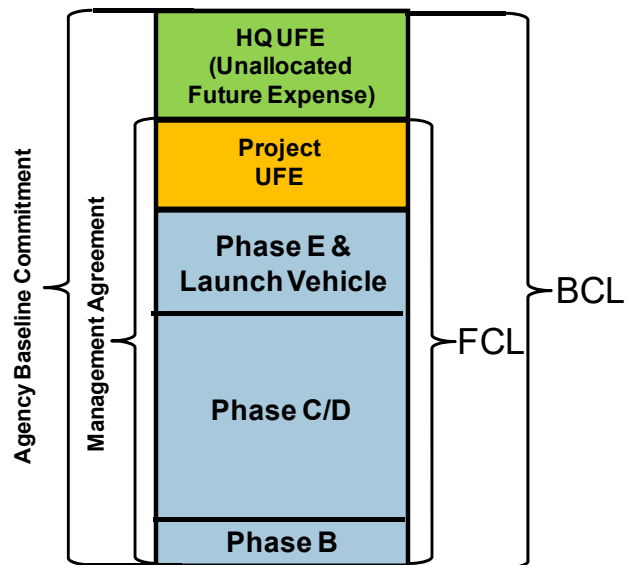 HQ UFE
(Unallocated
Future Expense)
Project
UFE
Phase E &
Launch Vehicle
Phase C/D
Phase B
Agency Baseline Commitment
Management Agreement
FCL
BCL